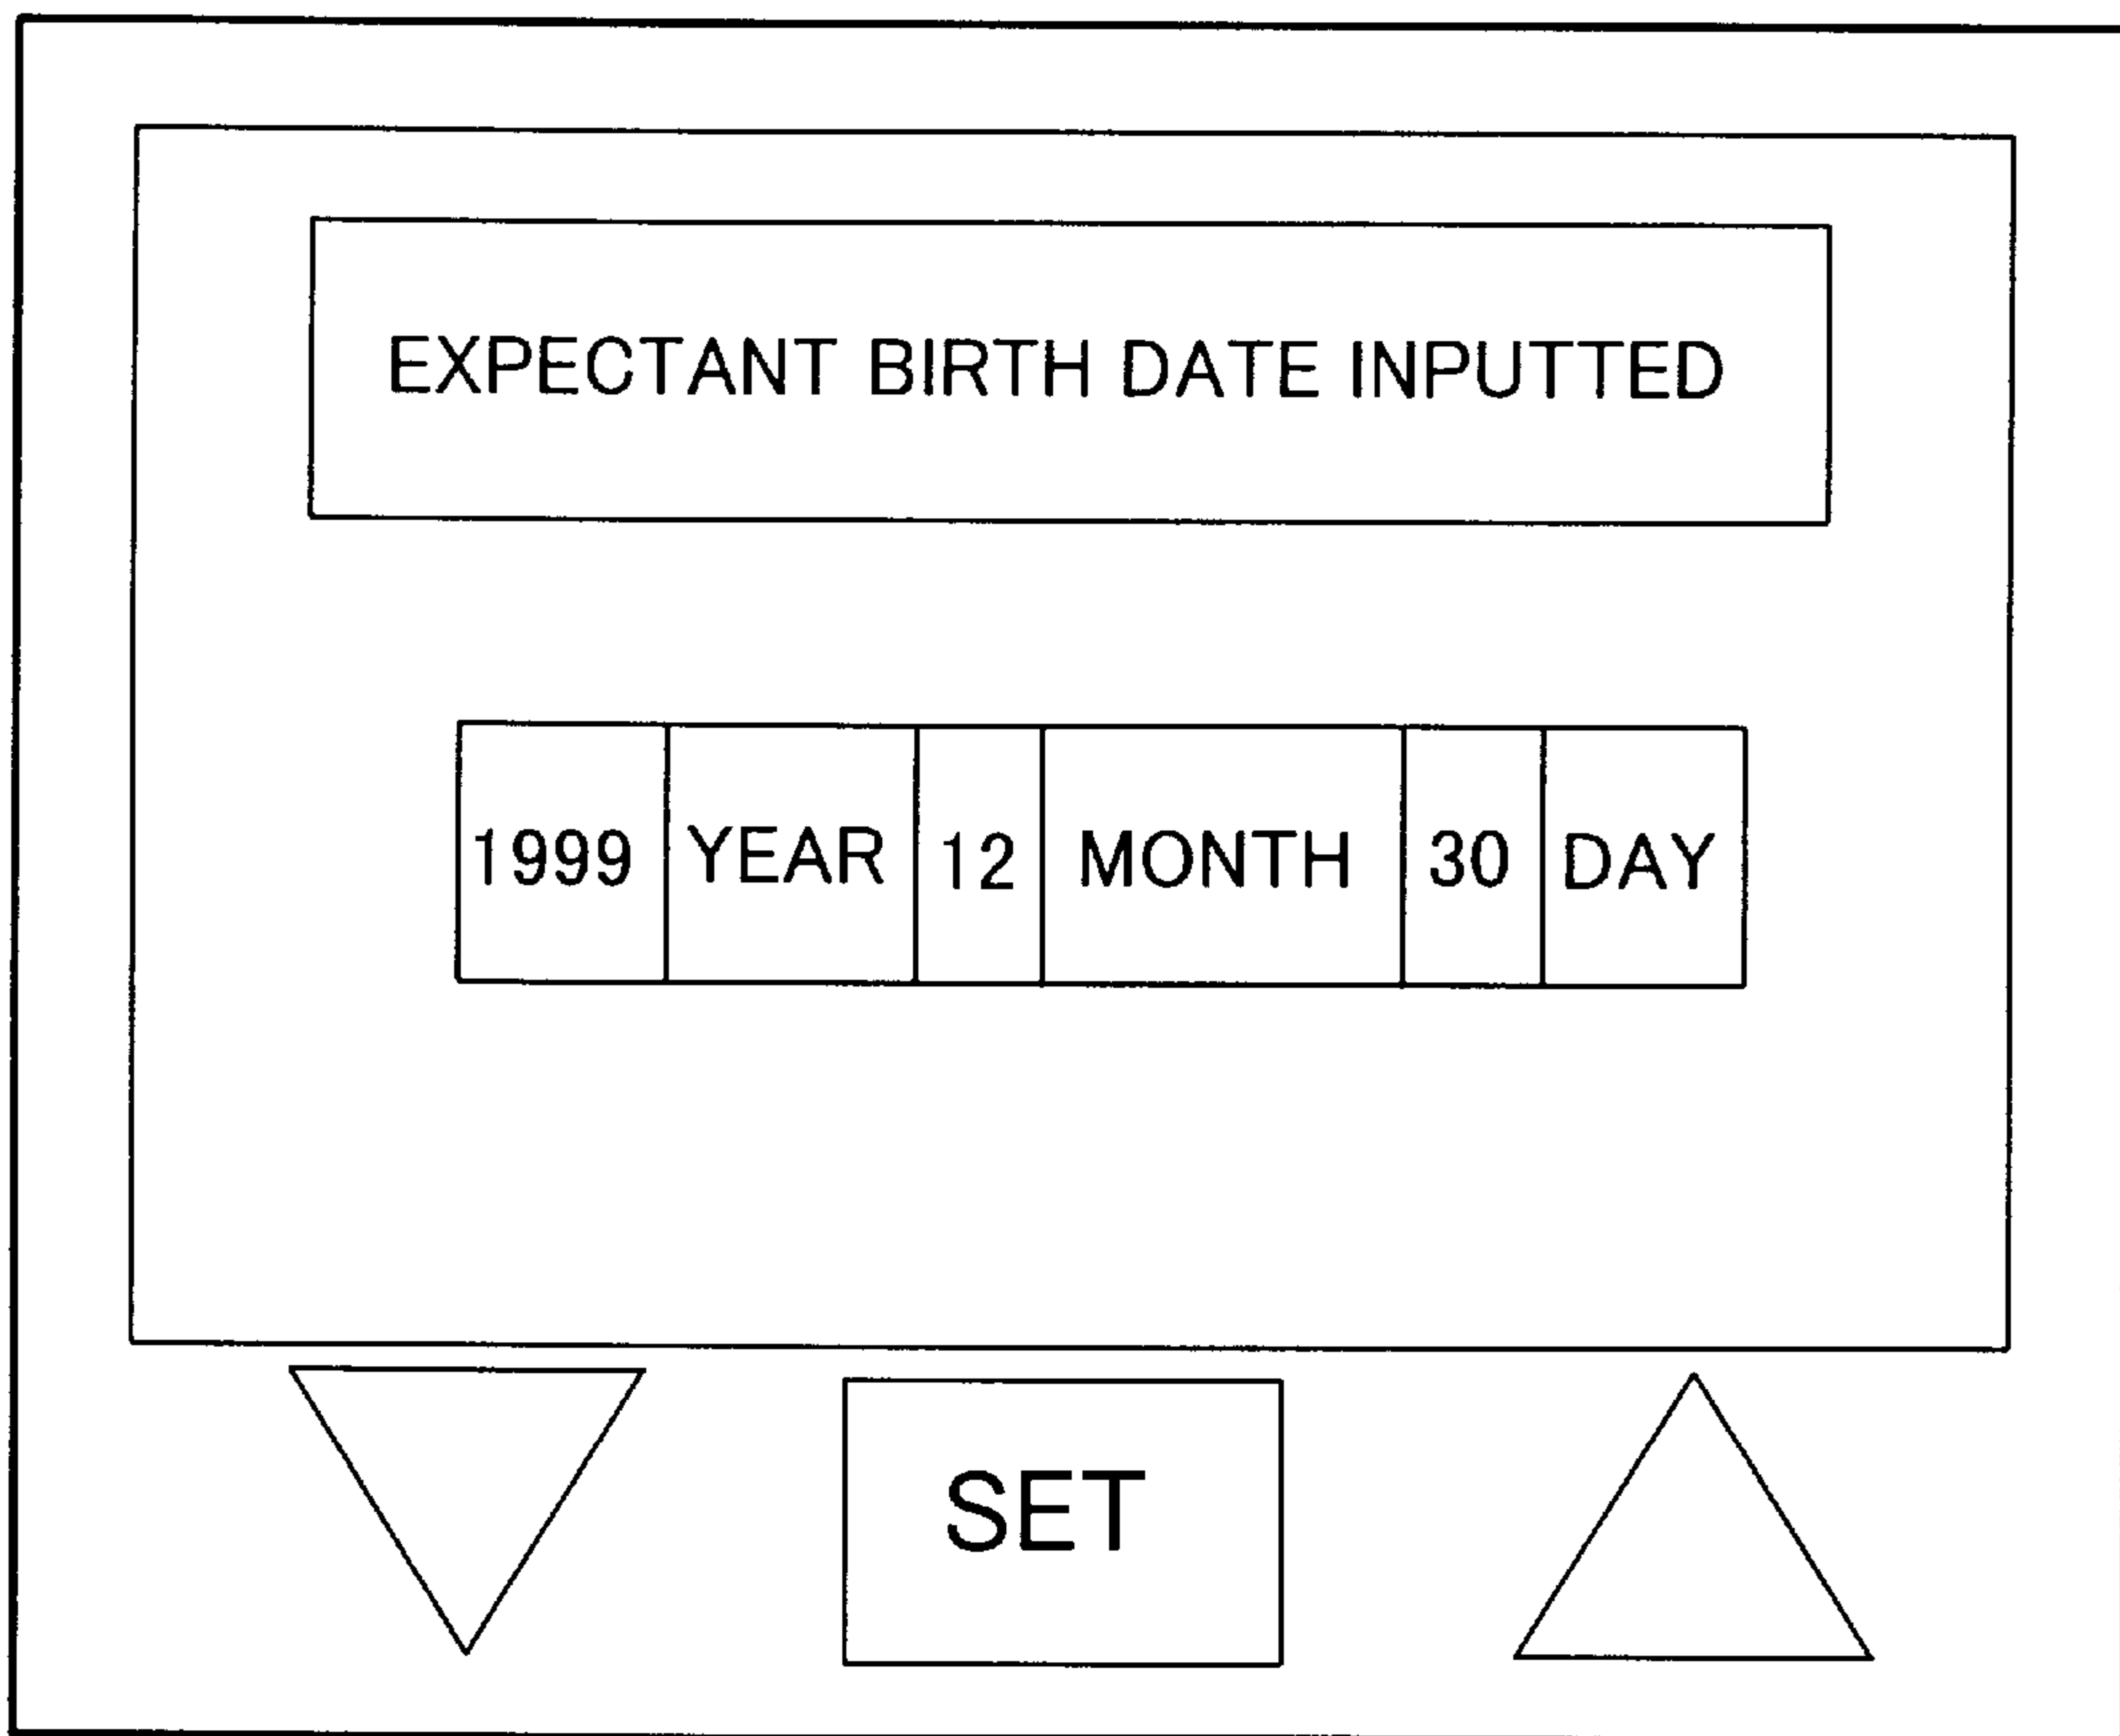 EXPECTANT BIRTH DATE INPUTTED
1999 YEAR 12 MONTH 30 DAY
SET